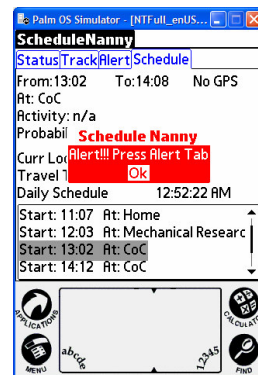 Palm OS Simulator - [NTFull_enUS...
ScheduleNanny
Status Track Alert Schedule
From:13:02 To:14:08 No GPS
At: CoC
Activity: n/a
Probabil
Schedule Nanny
Curr Loc
Alert!!! Press Alert Tab
Travel T
Ok
Daily Schedule 12:52:22 AM
Start: 11:07 At: Home
Start: 12:03 At: Mechanical Researc
Start: 13:02 At: CoC
Start: 14:12 At: CoC
APPLICATIONS
CALCULATOR
MENU
abcde
12345
FIND